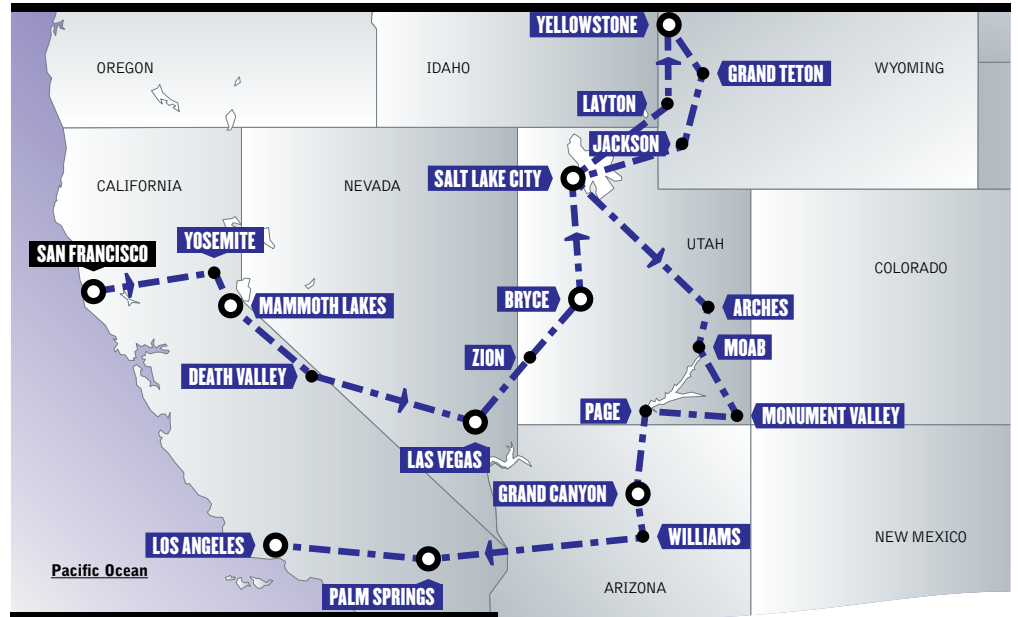 YELLOWSTONE
OREGON
IDAHO
GRAND TETON
WYOMING
LAYTON
JACKSON
SALT LAKE CITY
CALIFORNIA
NEVADA
YOSEMITE
SAN FRANCISCO
UTAH
COLORADO
MAMMOTH LAKES
BRYCE
ARCHES
MOAB
ZION
DEATH VALLEY
PAGE
MONUMENT VALLEY
LAS VEGAS
GRAND CANYON
LOS ANGELES
WILLIAMS
NEW MEXICO
Pacific Ocean
PALM SPRINGS
ARIZONA